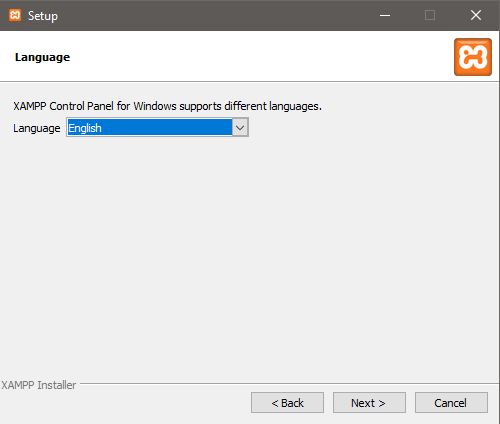 Setup
Language
XAMPP Control Panel for Windows supports different languages.
Language English
XAMPP Installer
< Back Next > Cancel